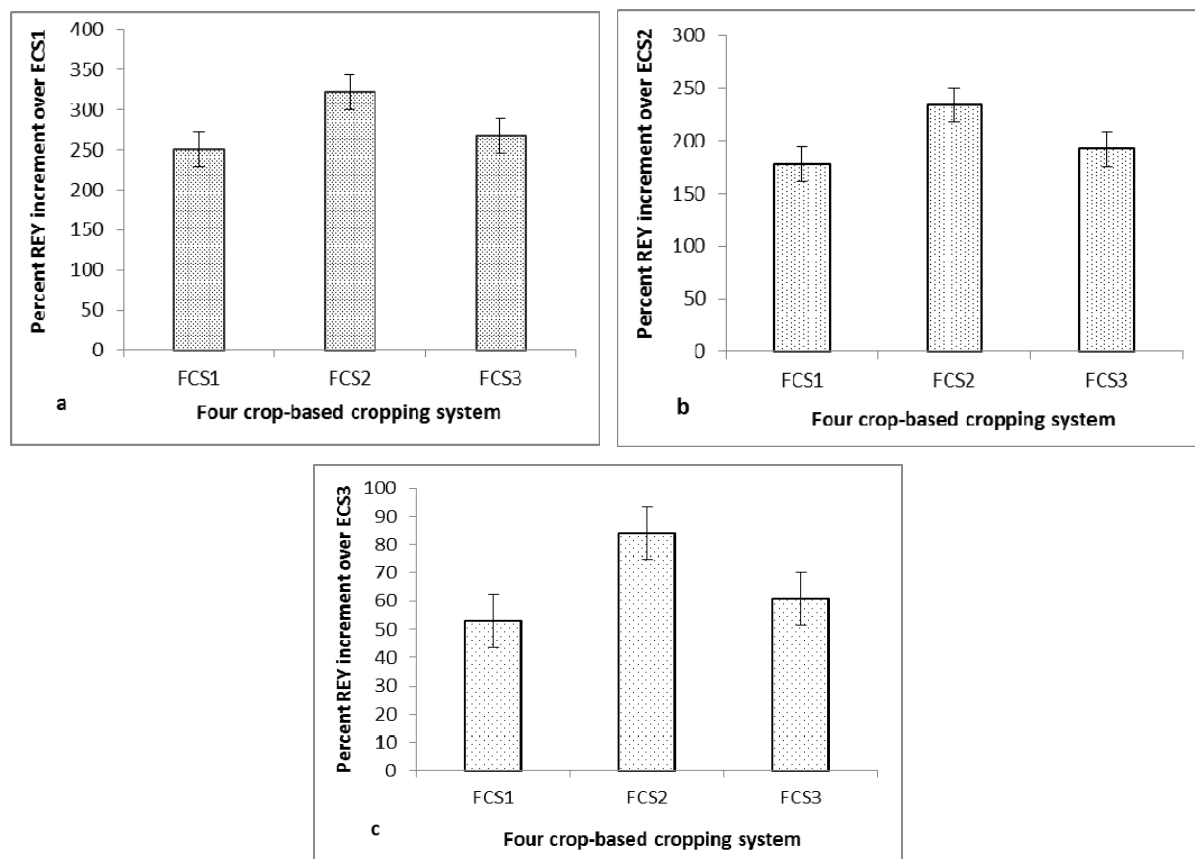 Percent REY increment over ECS1
400
350
300
250
200
150
100
50
0
FCS1 FCS2 FCS3
a
Four crop-based cropping system
Percent REY increment over ECS2
300
250
200
150
100
50
0
FCS1 FCS2 FCS3
b
Four crop-based cropping system
Percent REY increment over ECS3
100
90
80
70
60
50
40
30
20
10
0
FCS1 FCS2 FCS3
c
Four crop-based cropping system